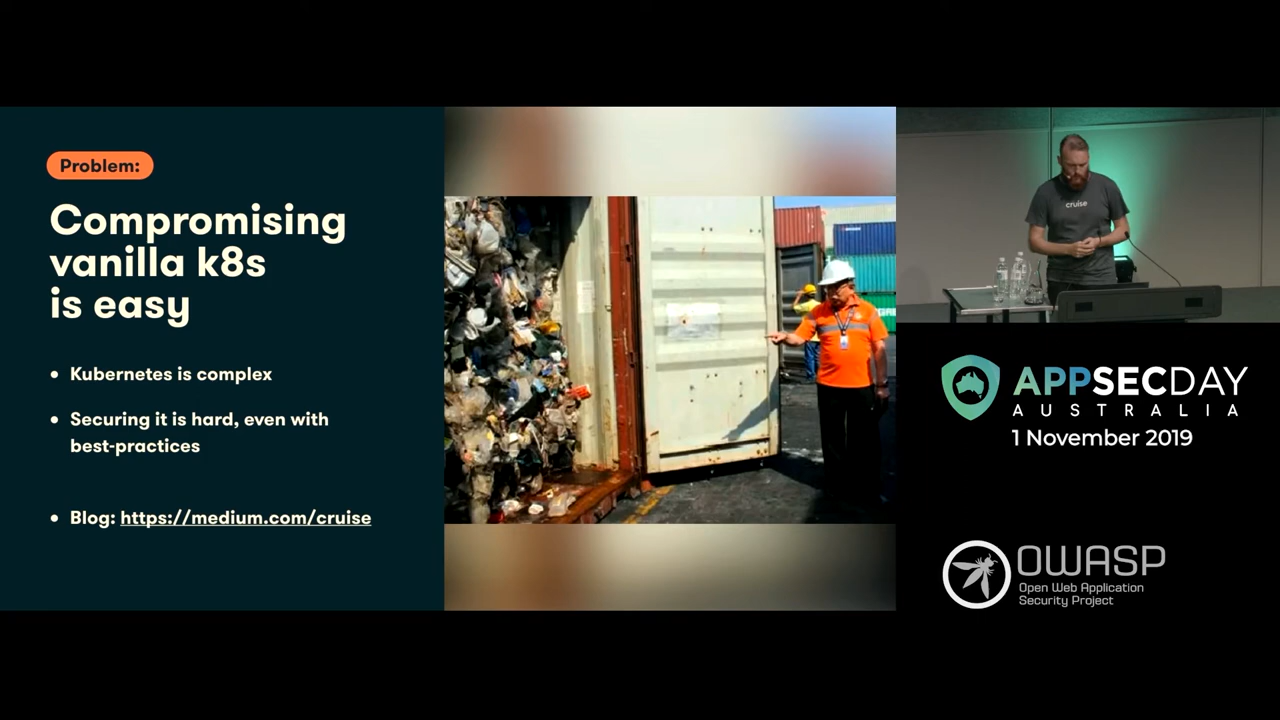 Problem:
Compromising
vanilla k8s
is easy
• Kubernetes is complex
• Securing it is hard, even with
best-practices
• Blog: https://medium.com/cruise
cruise
APPSECDAY
AUSTRALIA
1 November 2019
OWASP
Open Web Application
Security Project